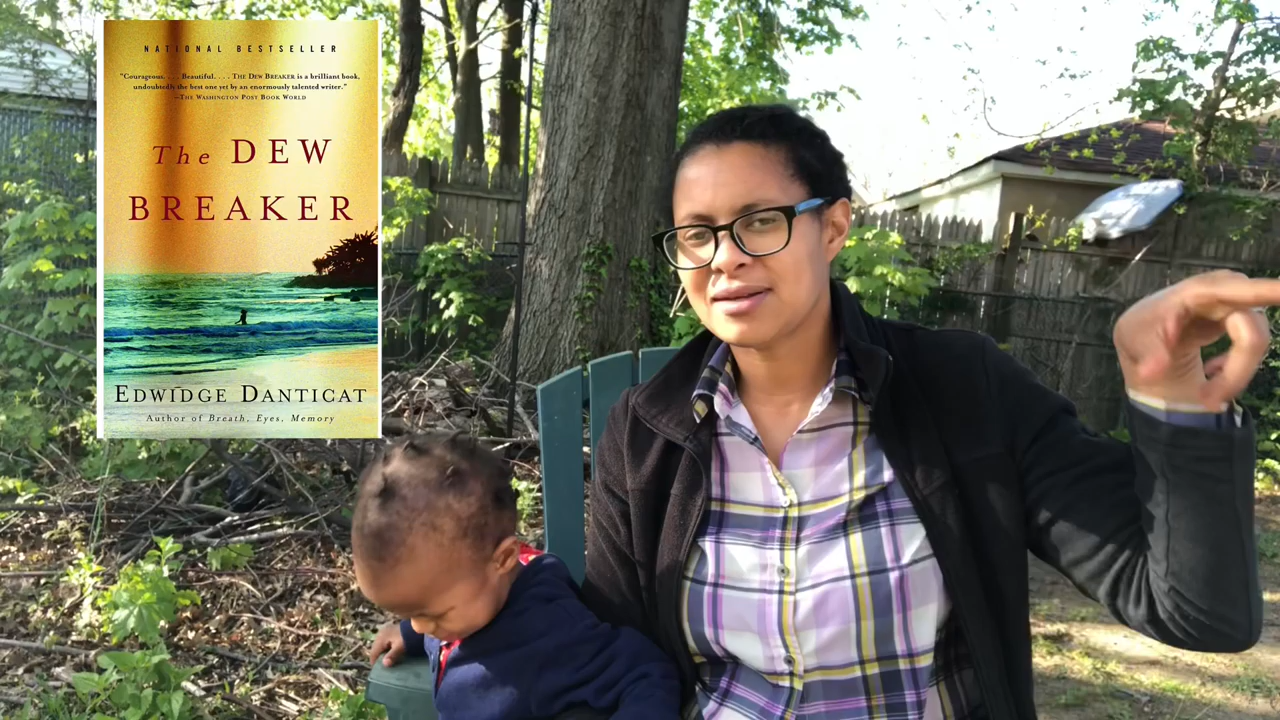 NATIONAL BESTSELLER
"Courageous. . . . Beautiful. . . . THE DEW BREAKER is a brilliant book,
undoubtedly the best one yet by an enormously talented writer."
—THE WASHINGTON POST BOOK WORLD
The DEW
BREAKER
EDWIDGE DANTICAT
Author of Breath, Eyes, Memory